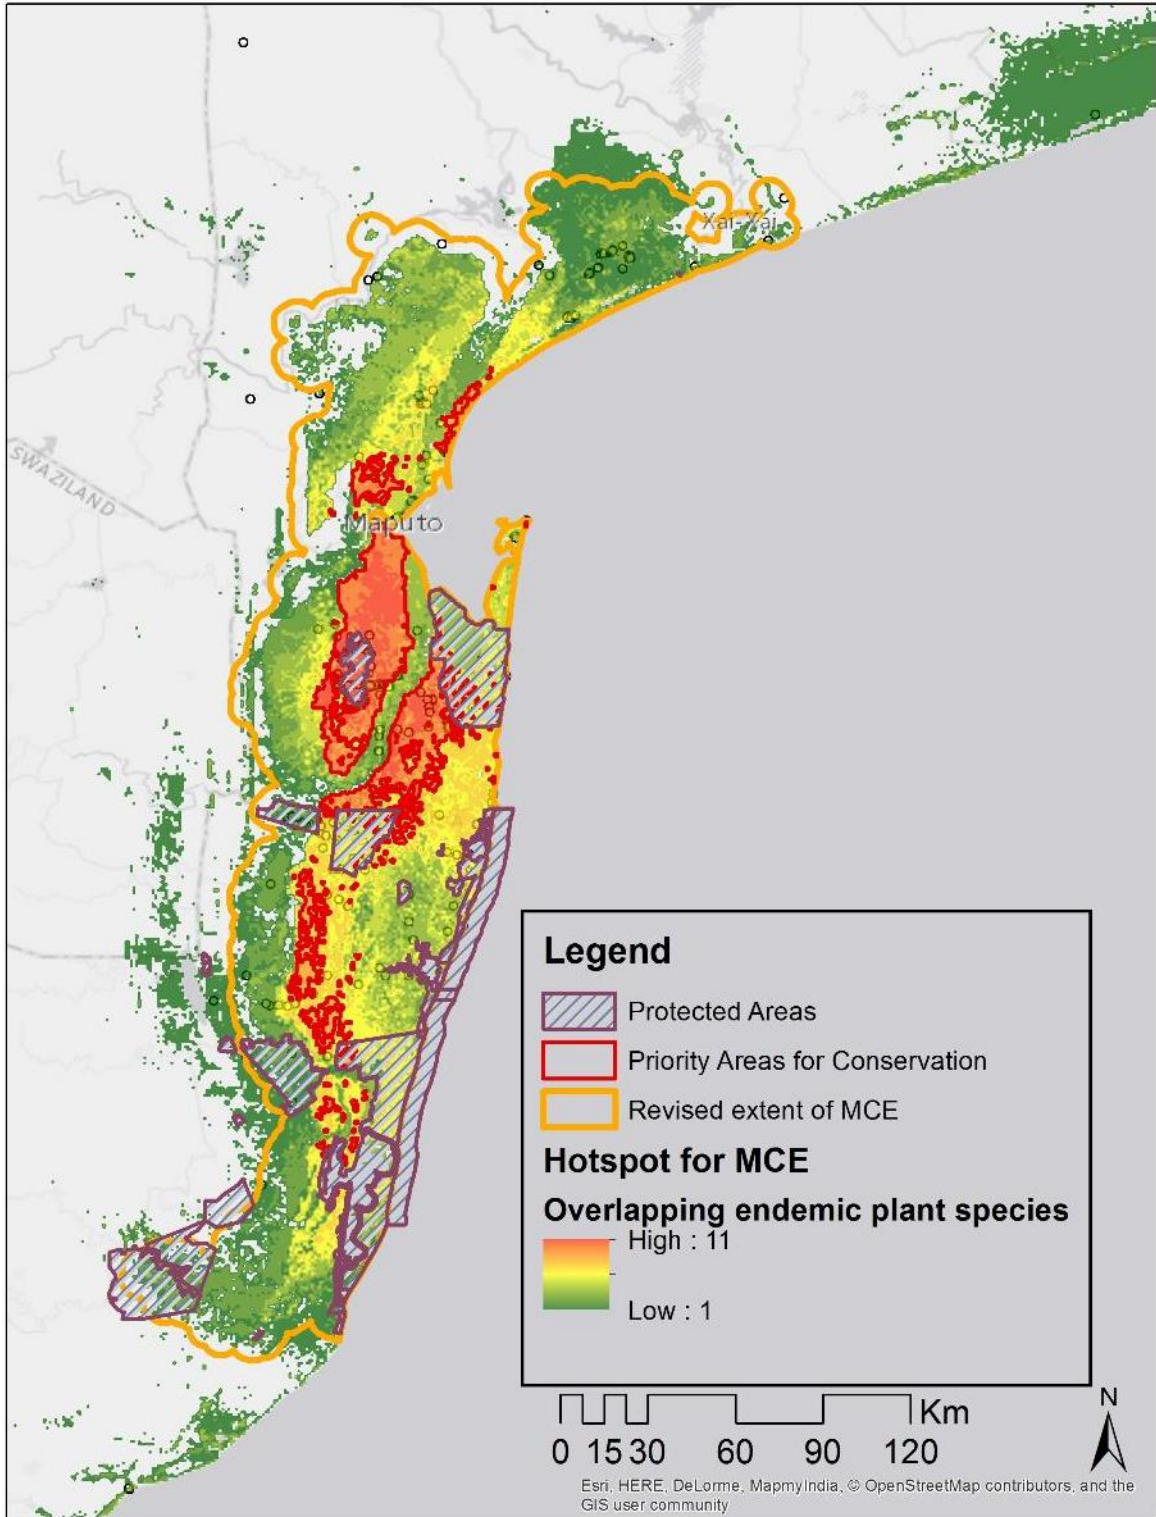 Xai-Xai
SWAZILAND
Maputo
Legend
Protected Areas
Priority Areas for Conservation
Revised extent of MCE
Hotspot for MCE
Overlapping endemic plant species
High : 11
Low : 1
N
Km
0 15 30 60 90 120
Esri, HERE, DeLorme, MapmyIndia, © OpenStreetMap contributors, and the
GIS user community